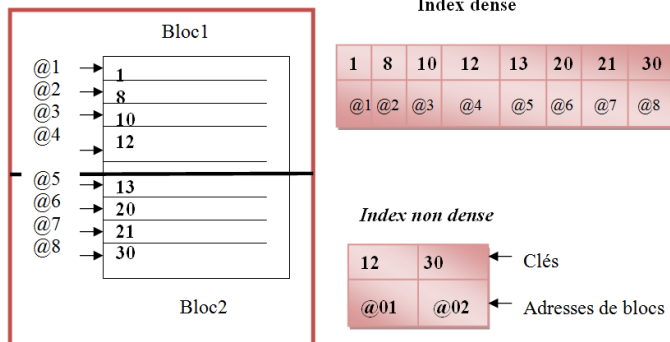 Bloc1
@1
1
@2
8
@3
10
@4
12
@5
13
@6
20
@7
21
@8
30
Bloc2
Index dense
1 8 10 12 13 20 21 30
@1 @2 @3 @4 @5 @6 @7 @8
Index non dense
12 30 Clés
@01 @02 Adresses de blocs